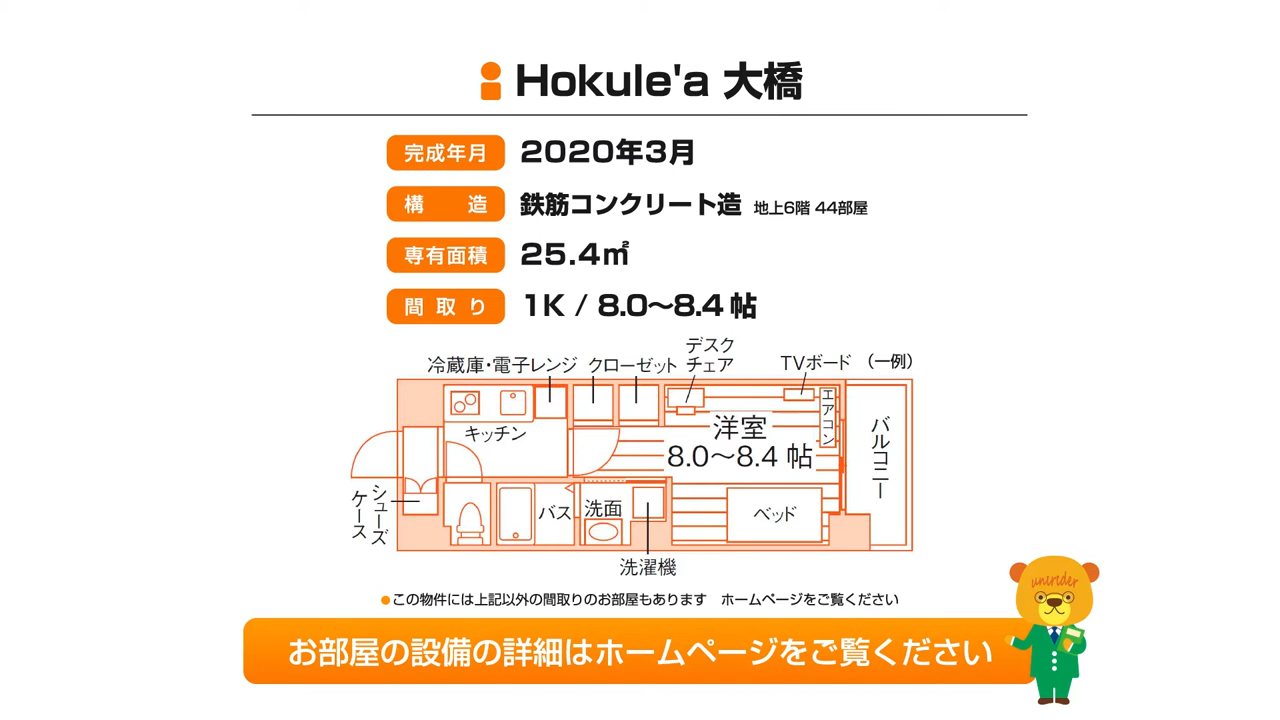 Hokule'a 大橋
完成年月 2020年3月
構造 鉄筋コンクリート造 地上6階 44部屋
専有面積 25.4㎡
間取り 1K / 8.0〜8.4 帖
冷蔵庫・電子レンジ クローゼット デスクチェア TVボード (一例)
キッチン
洋室
8.0〜8.4 帖
エアコン
バルコニー
シューズケース
バス
洗面
ベッド
洗濯機
●この物件には上記以外の間取りのお部屋もあります ホームページをご覧ください
お部屋の設備の詳細はホームページをご覧ください
unirider